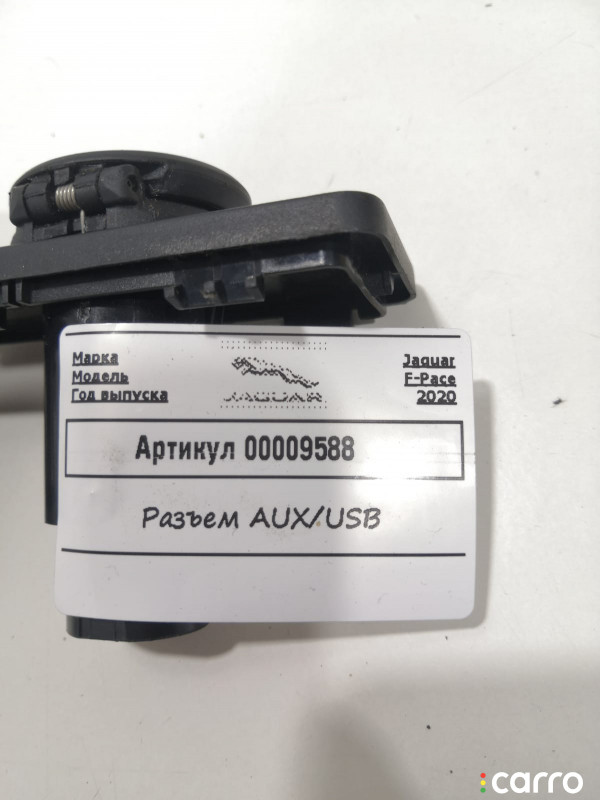 Марка Jaguar
Модель F-Pace
Год выпуска 2020
JAGUAR
Артикул 00009588
Разъем AUX/USB
carro